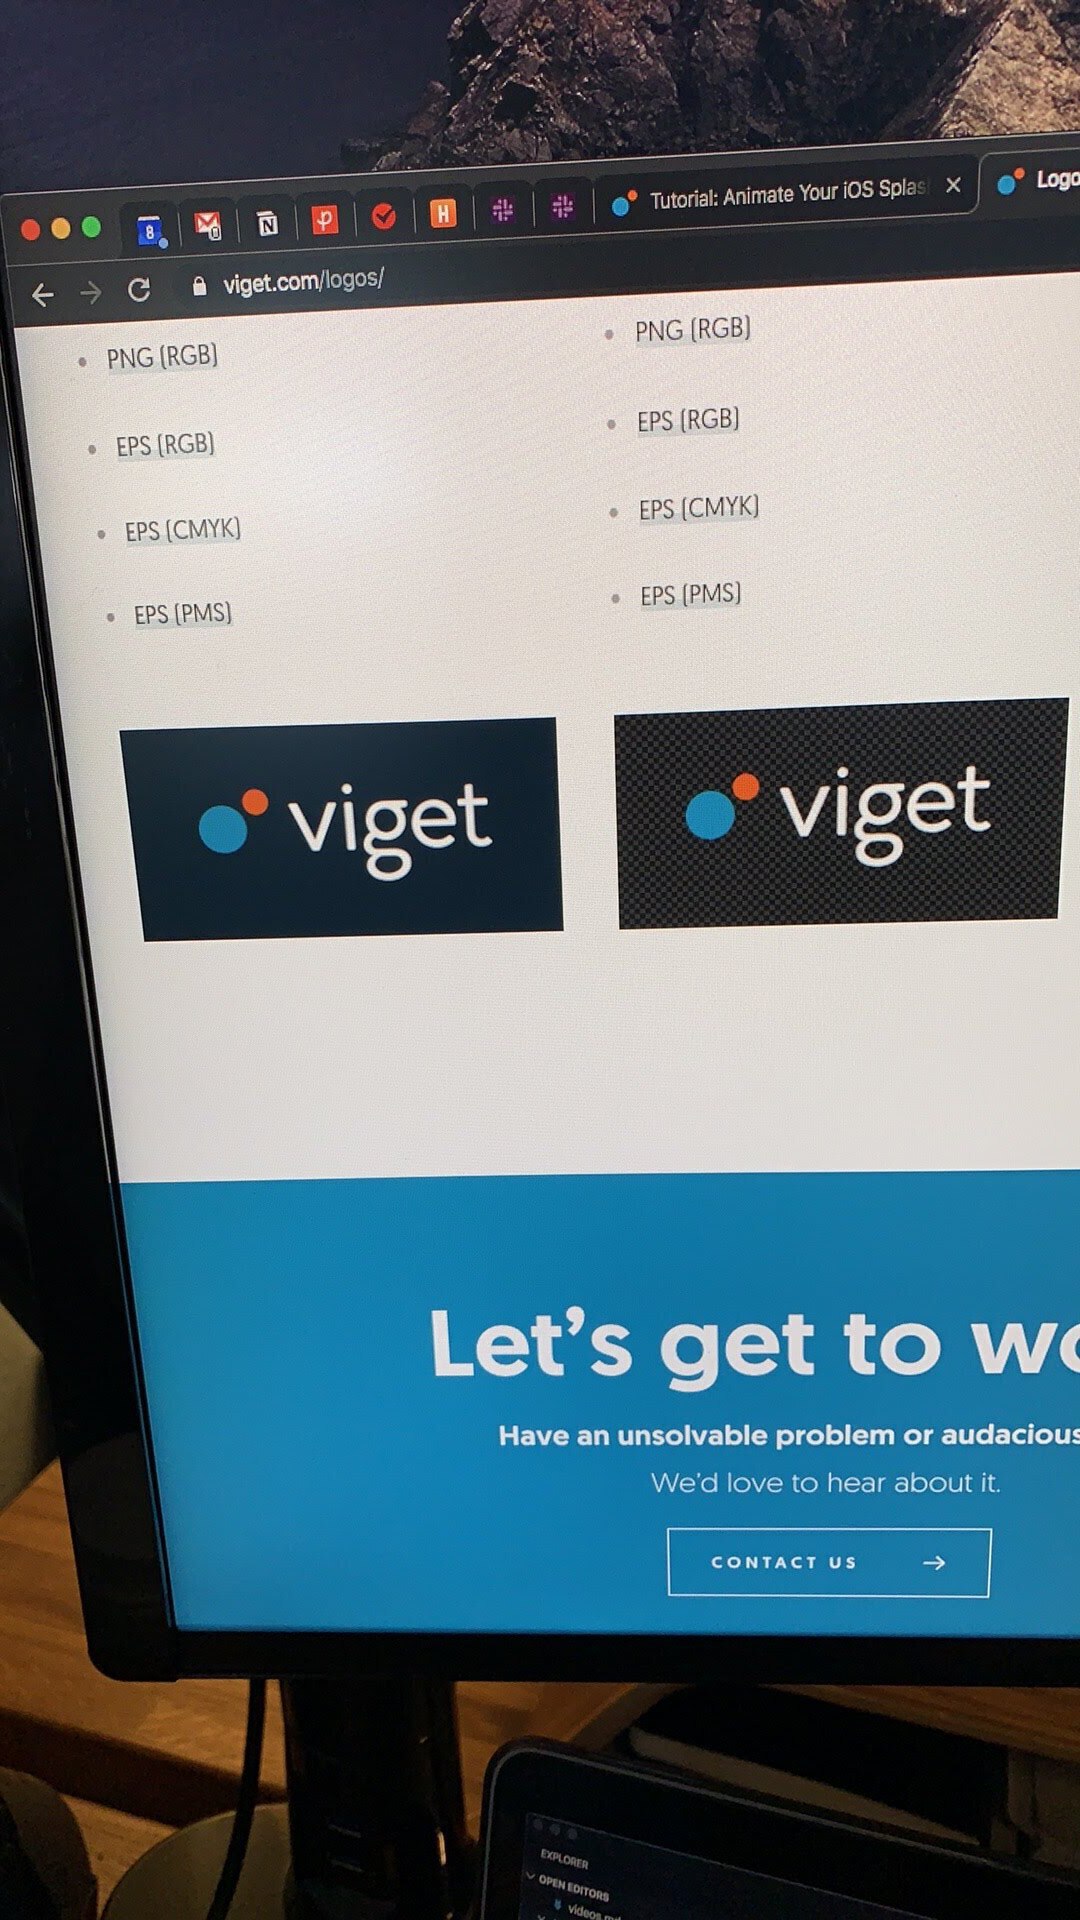 Tutorial: Animate Your iOS Splas
Logo
viget.com/logos/
PNG (RGB)
EPS (RGB)
EPS (CMYK)
EPS (PMS)
PNG (RGB)
EPS (RGB)
EPS (CMYK)
EPS (PMS)
viget
viget
Let's get to wo
Have an unsolvable problem or audacious
We'd love to hear about it.
CONTACT US →
EXPLORER
OPEN EDITORS